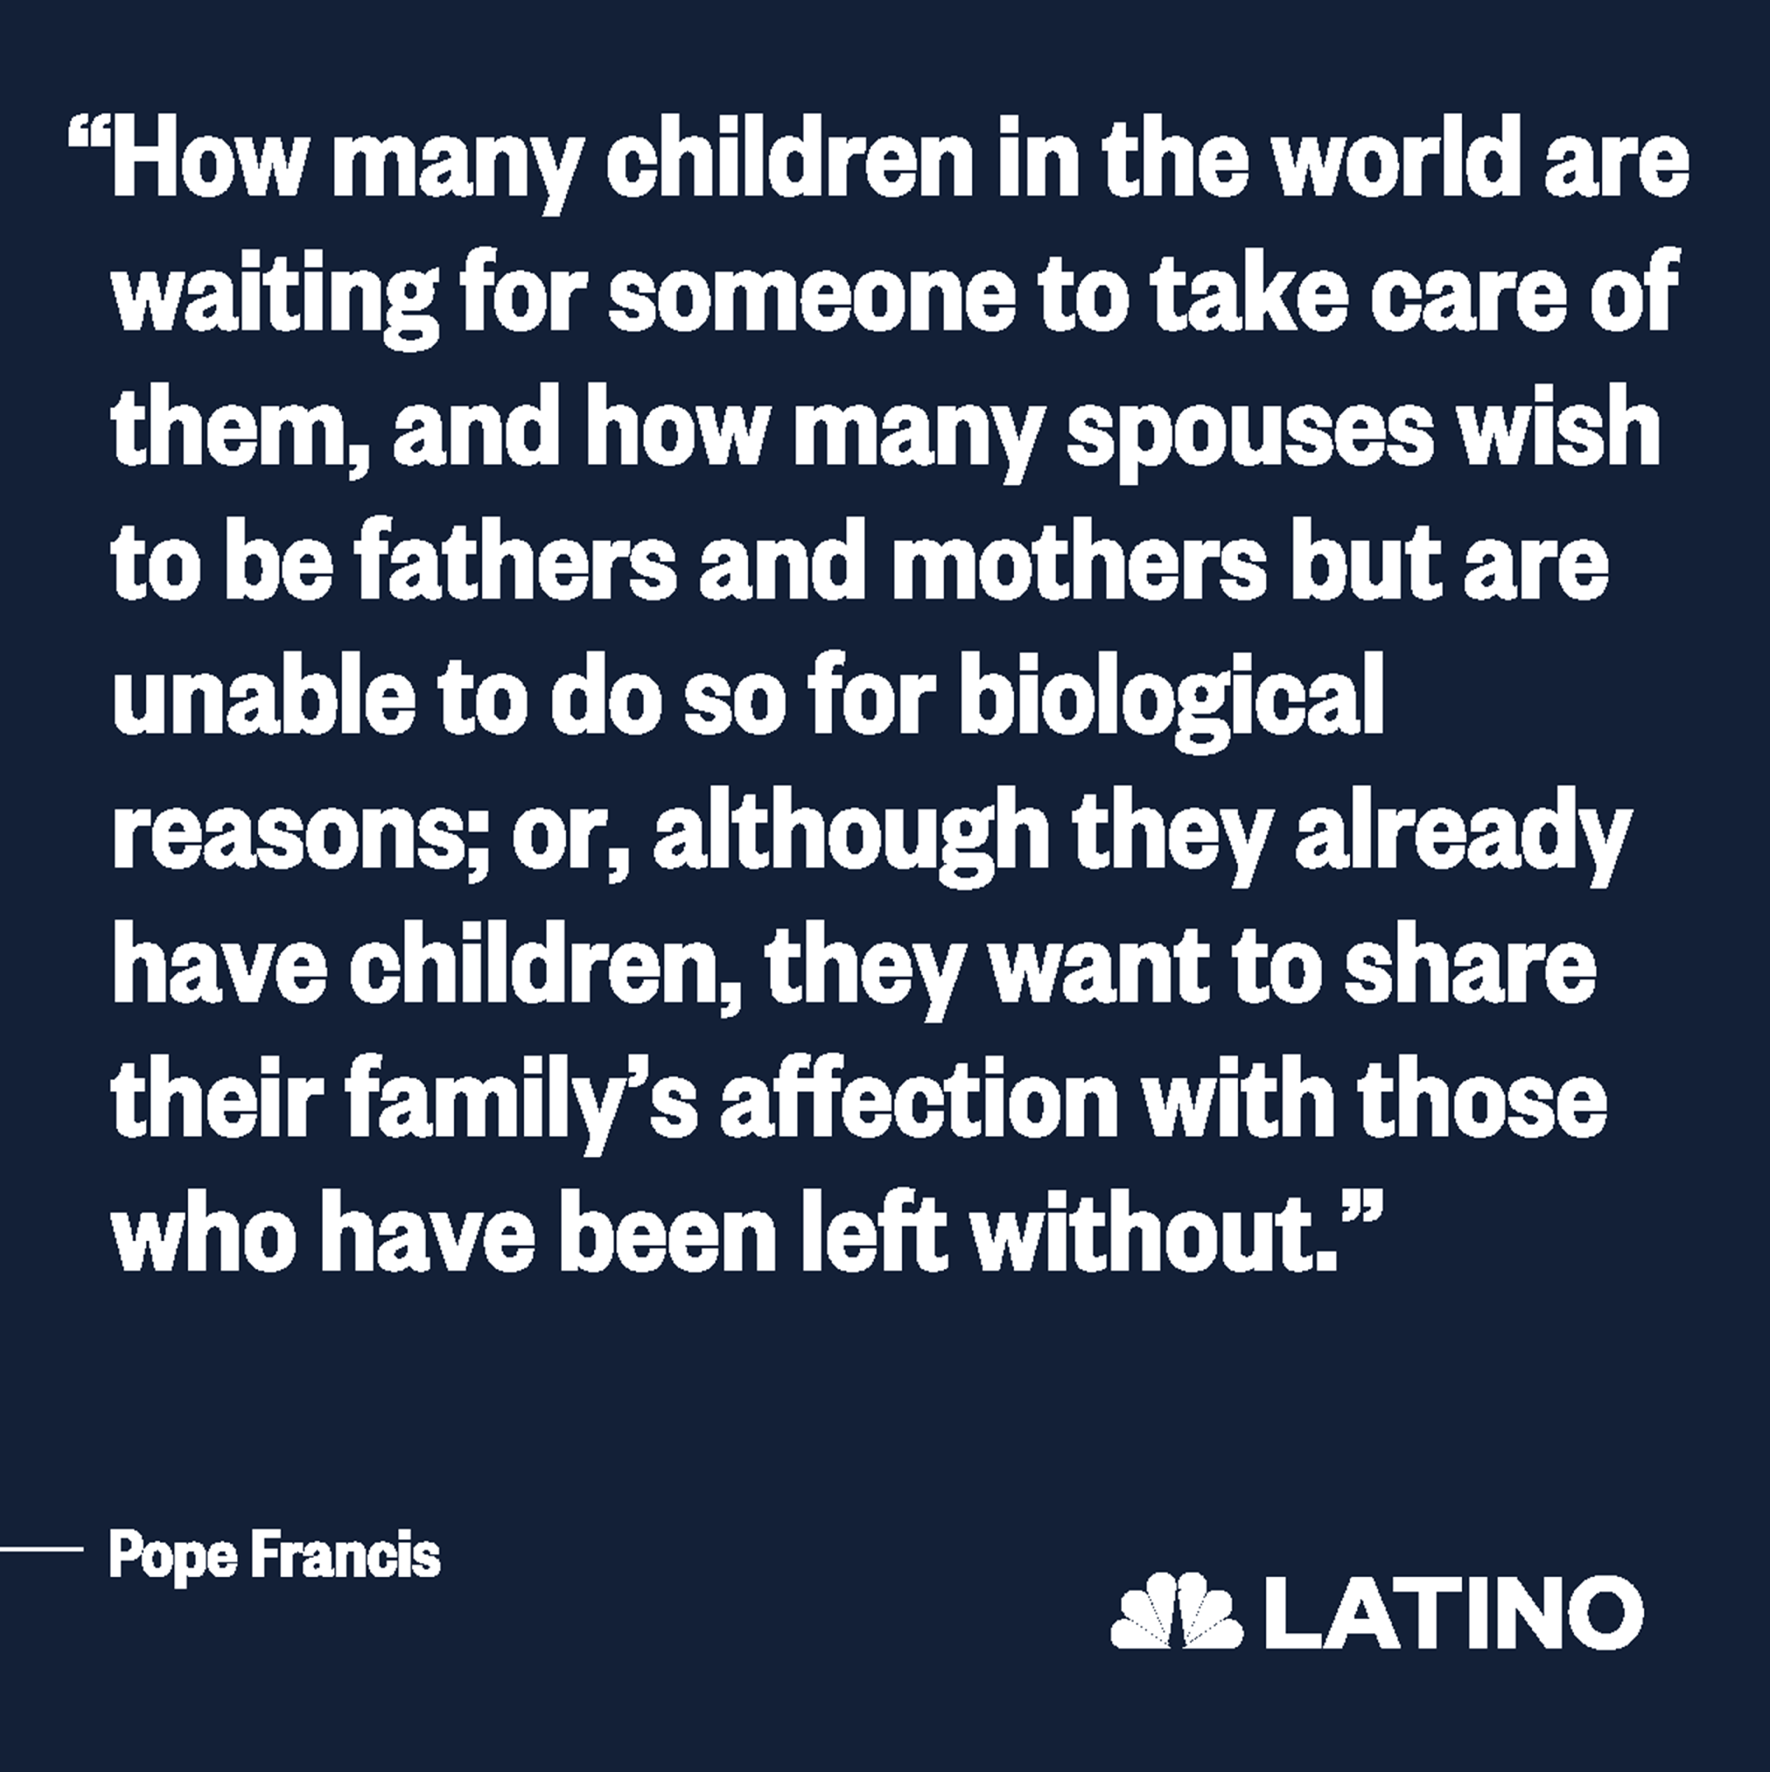 “How many children in the world are
waiting for someone to take care of
them, and how many spouses wish
to be fathers and mothers but are
unable to do so for biological
reasons; or, although they already
have children, they want to share
their family’s affection with those
who have been left without.”
Pope Francis
LATINO